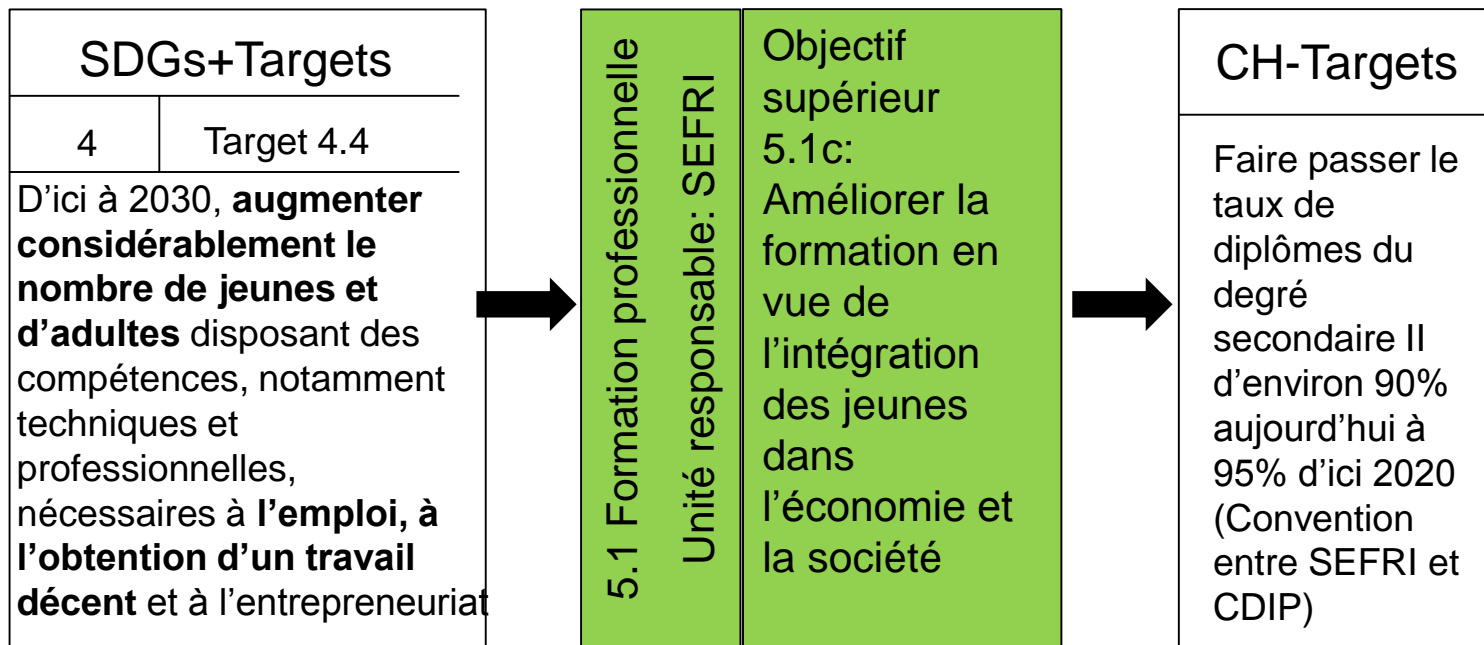 SDGs+Targets
4
Target 4.4
D’ici à 2030, augmenter
considérablement le
nombre de jeunes et
d’adultes disposant des
compétences, notamment
techniques et
professionnelles,
nécessaires à l’emploi, à
l’obtention d’un travail
décent et à l’entrepreneuriat
5.1 Formation professionnelle
Unité responsable: SEFRI
Objectif
supérieur
5.1c:
Améliorer la
formation en
vue de
l’intégration
des jeunes
dans
l’économie et
la société
CH-Targets
Faire passer le
taux de
diplômes du
degré
secondaire II
d’environ 90%
aujourd’hui à
95% d’ici 2020
(Convention
entre SEFRI et
CDIP)